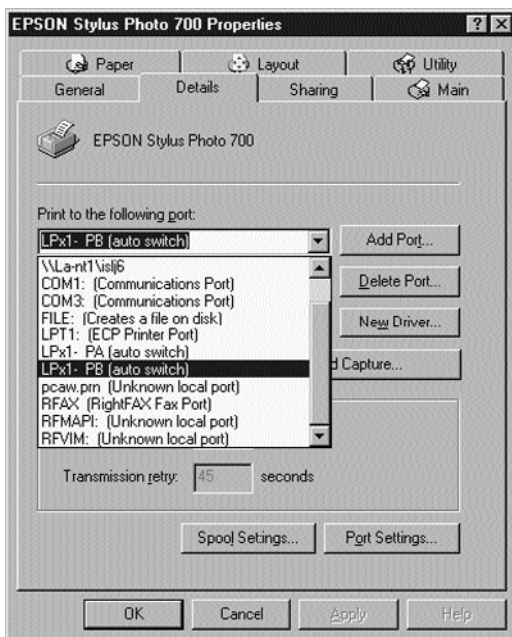 EPSON Stylus Photo 700 Properties
Paper
Layout
Utility
General
Details
Sharing
Main
EPSON Stylus Photo 700
Print to the following port:
LPx1- PB (auto switch)
Add Port...
\\La-nt1\islj6
COM1: (Communications Port)
COM3: (Communications Port)
FILE: (Creates a file on disk)
LPT1: (ECP Printer Port)
LPx1- PA (auto switch)
LPx1- PB (auto switch)
pcaw.prn (Unknown local port)
RFAX (RightFAX Fax Port)
RFMAPI: (Unknown local port)
RFVIM: (Unknown local port)
Delete Port...
New Driver...
d Capture...
Transmission retry: 45 seconds
Spool Settings...
Port Settings...
OK
Cancel
Apply
Help